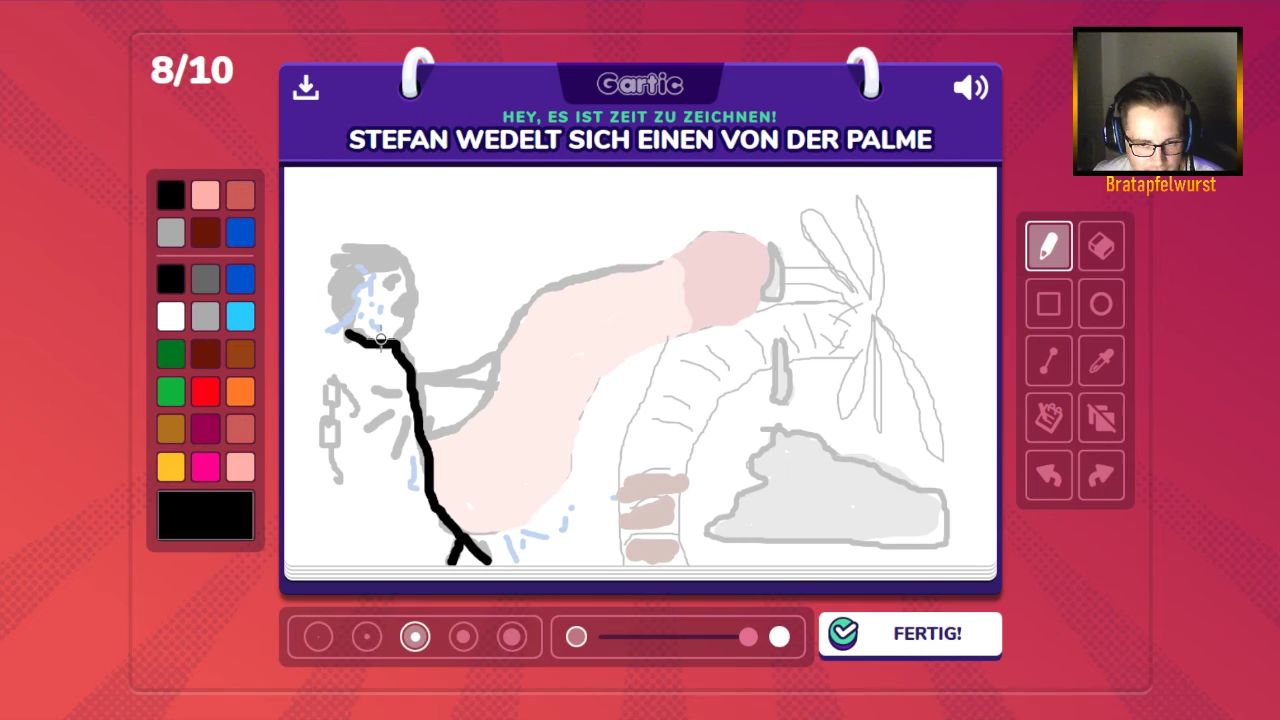 8/10
Gartic
HEY, ES IST ZEIT ZU ZEICHNEN!
STEFAN WEDELT SICH EINEN VON DER PALME
Bratapfelwurst
FERTIG!